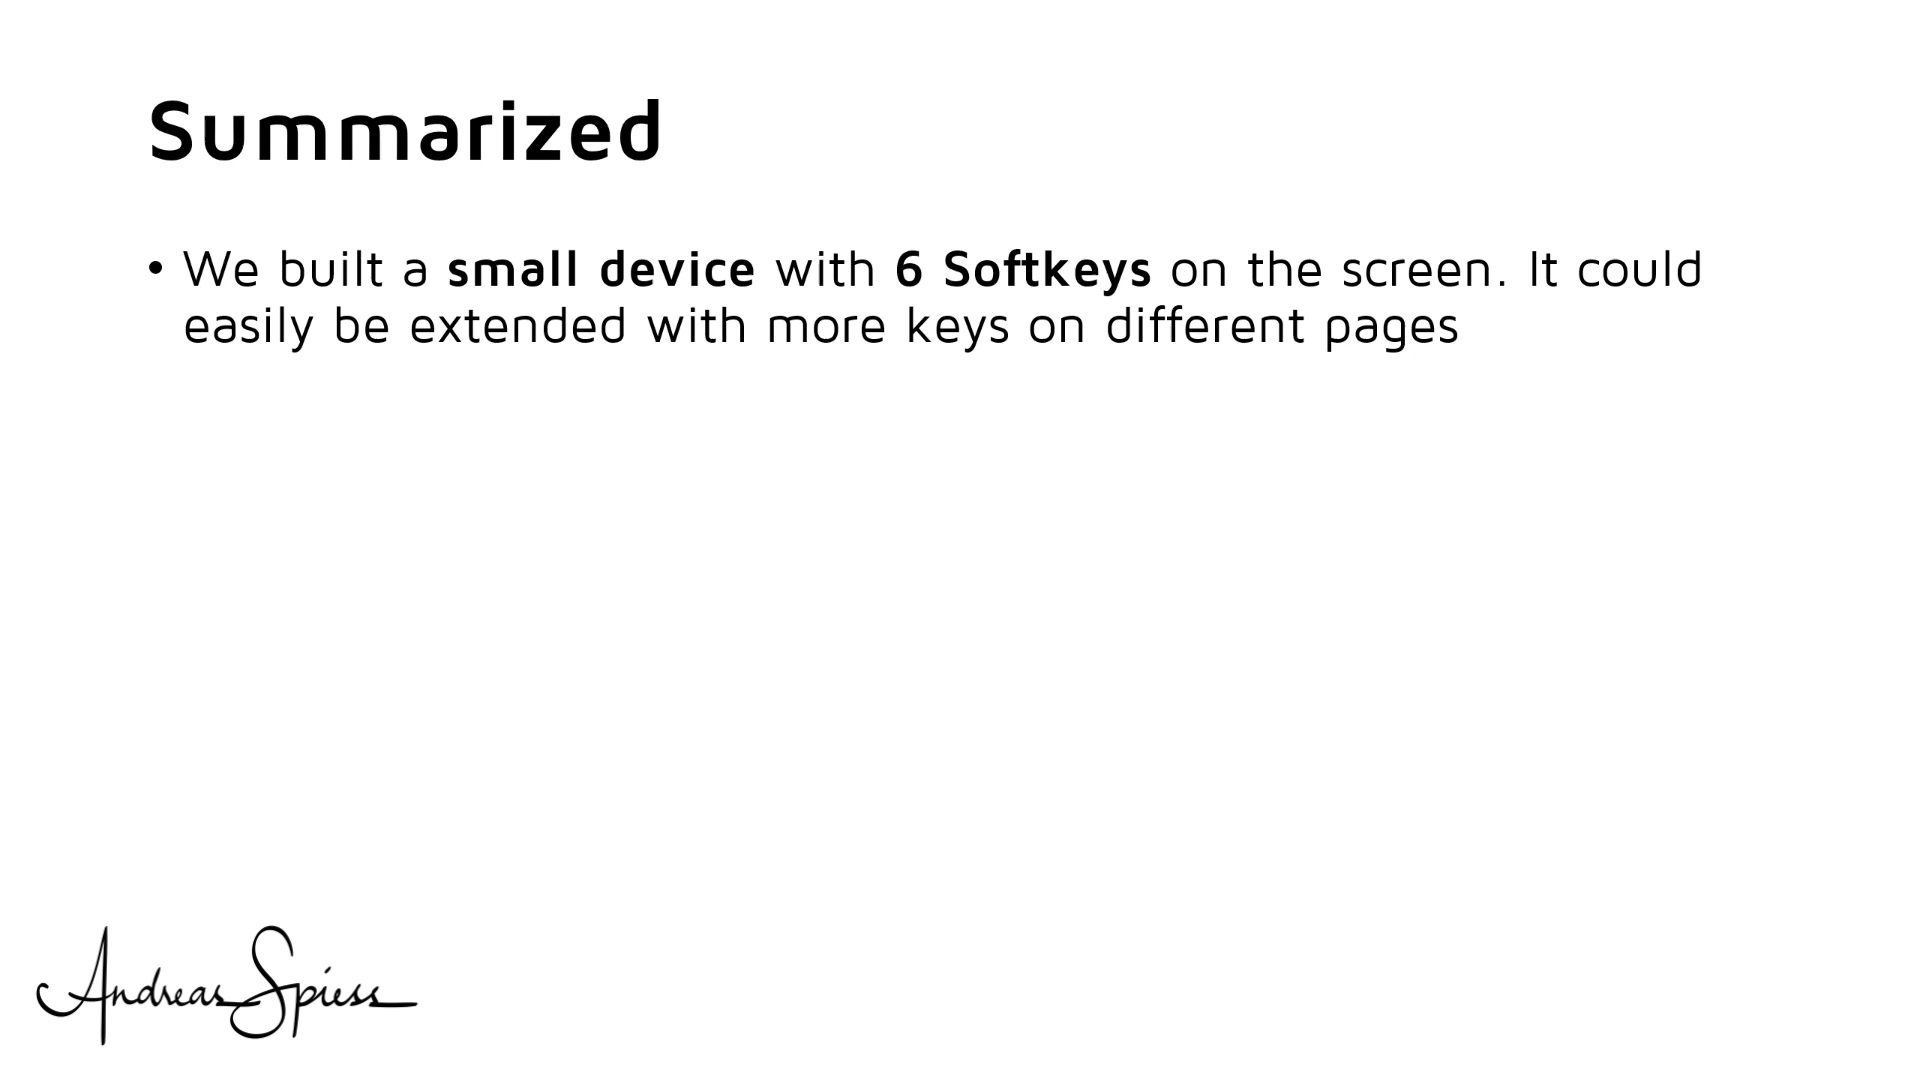 Summarized
• We built a small device with 6 Softkeys on the screen. It could
easily be extended with more keys on different pages
Andreas Spiess